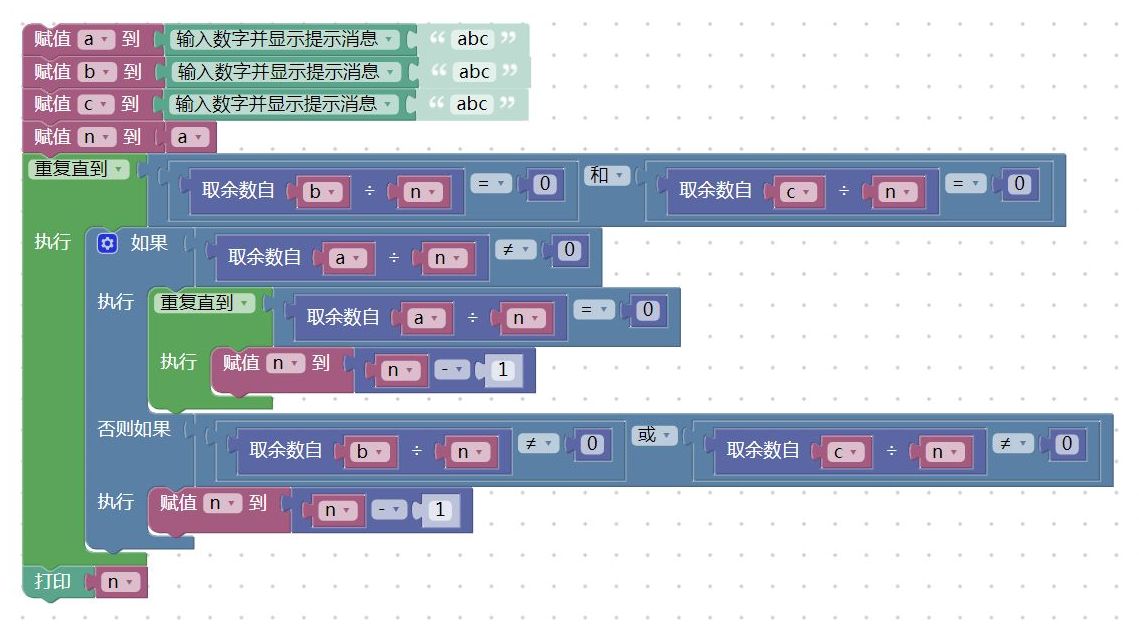 赋值 a 到 输入数字并显示提示消息 “ abc ”
赋值 b 到 输入数字并显示提示消息 “ abc ”
赋值 c 到 输入数字并显示提示消息 “ abc ”
赋值 n 到 a
重复直到 取余数自 b ÷ n = 0 和 取余数自 c ÷ n = 0
执行 如果 取余数自 a ÷ n ≠ 0
执行 重复直到 取余数自 a ÷ n = 0
执行 赋值 n 到 n - 1
否则如果 取余数自 b ÷ n ≠ 0 或 取余数自 c ÷ n ≠ 0
执行 赋值 n 到 n - 1
打印 n